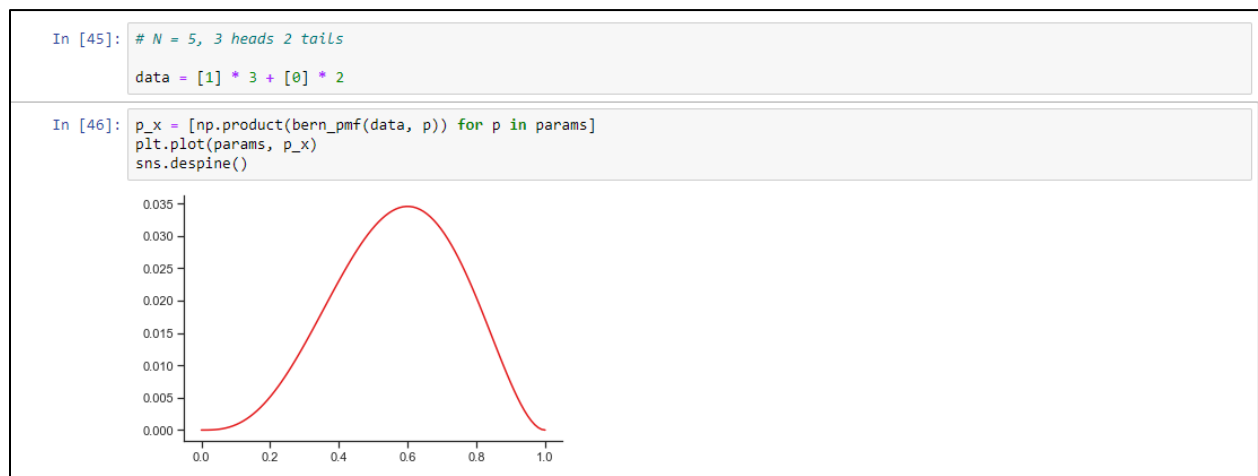 In [45]: # N = 5, 3 heads 2 tails
data = [1] * 3 + [0] * 2
In [46]: p_x = [np.product(bern_pmf(data, p)) for p in params]
plt.plot(params, p_x)
sns.despine()
0.035
0.030
0.025
0.020
0.015
0.010
0.005
0.000
0.0 0.2 0.4 0.6 0.8 1.0